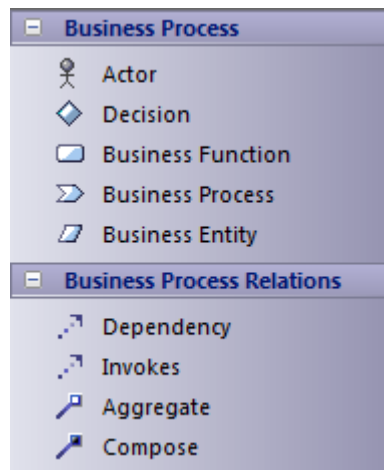 Business Process
Actor
Decision
Business Function
Business Process
Business Entity
Business Process Relations
Dependency
Invokes
Aggregate
Compose